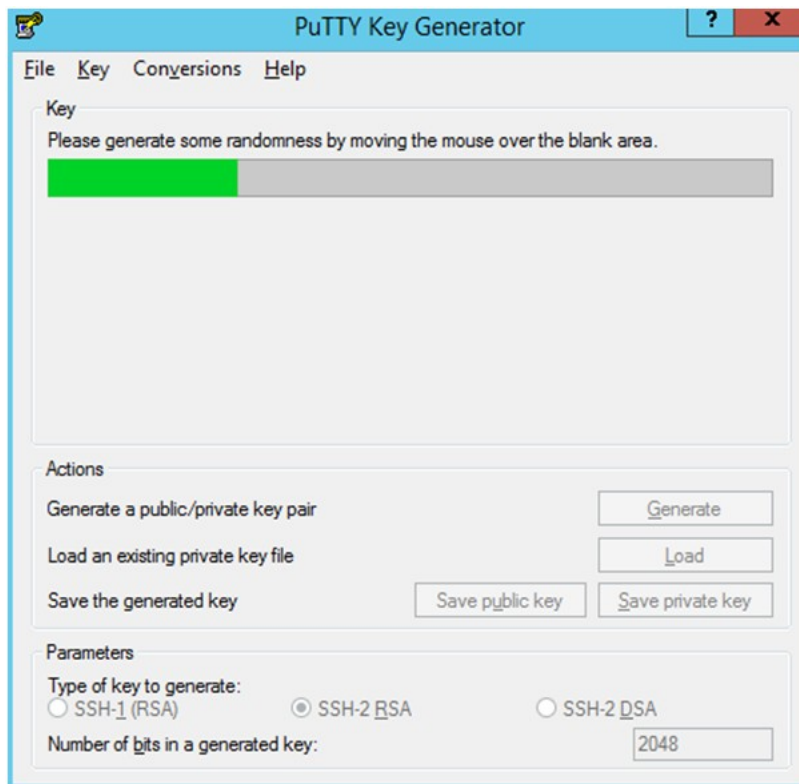 PuTTY Key Generator
? X
File Key Conversions Help
Key
Please generate some randomness by moving the mouse over the blank area.
Actions
Generate a public/private key pair Generate
Load an existing private key file Load
Save the generated key Save public key Save private key
Parameters
Type of key to generate:
SSH-1 (RSA) SSH-2 RSA SSH-2 DSA
Number of bits in a generated key: 2048